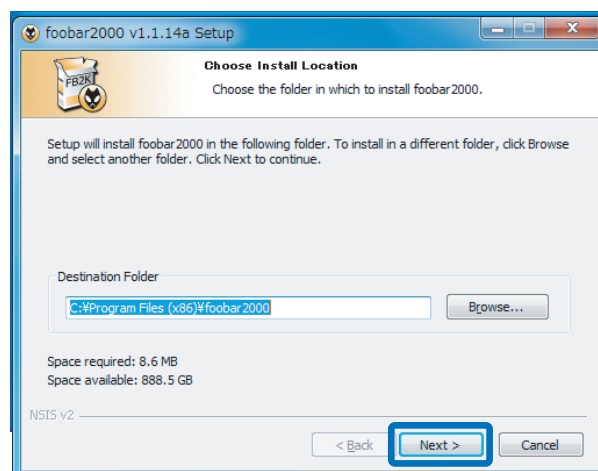 foobar2000 v1.1.14a Setup
Choose Install Location
Choose the folder in which to install foobar2000.
FB2K
Setup will install foobar2000 in the following folder. To install in a different folder, click Browse
and select another folder. Click Next to continue.
Destination Folder
C:¥Program Files (x86)¥foobar2000
Browse...
Space required: 8.6 MB
Space available: 888.5 GB
NSIS v2
< Back
Next >
Cancel